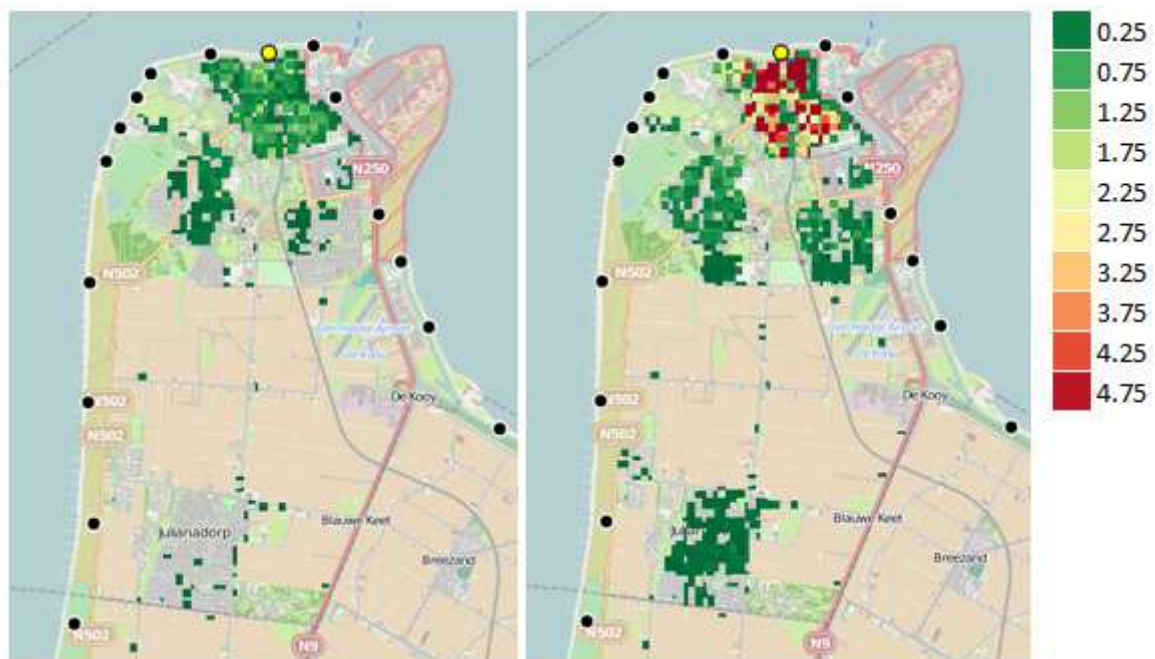 N250
N502
De Kooy
N502
N502
Julianadorp
Blauwe Keet
Breezand
N502
N9
N250
N502
De Kooy
N502
N502
Blauwe Keet
Breezand
N502
N9
0.25
0.75
1.25
1.75
2.25
2.75
3.25
3.75
4.25
4.75